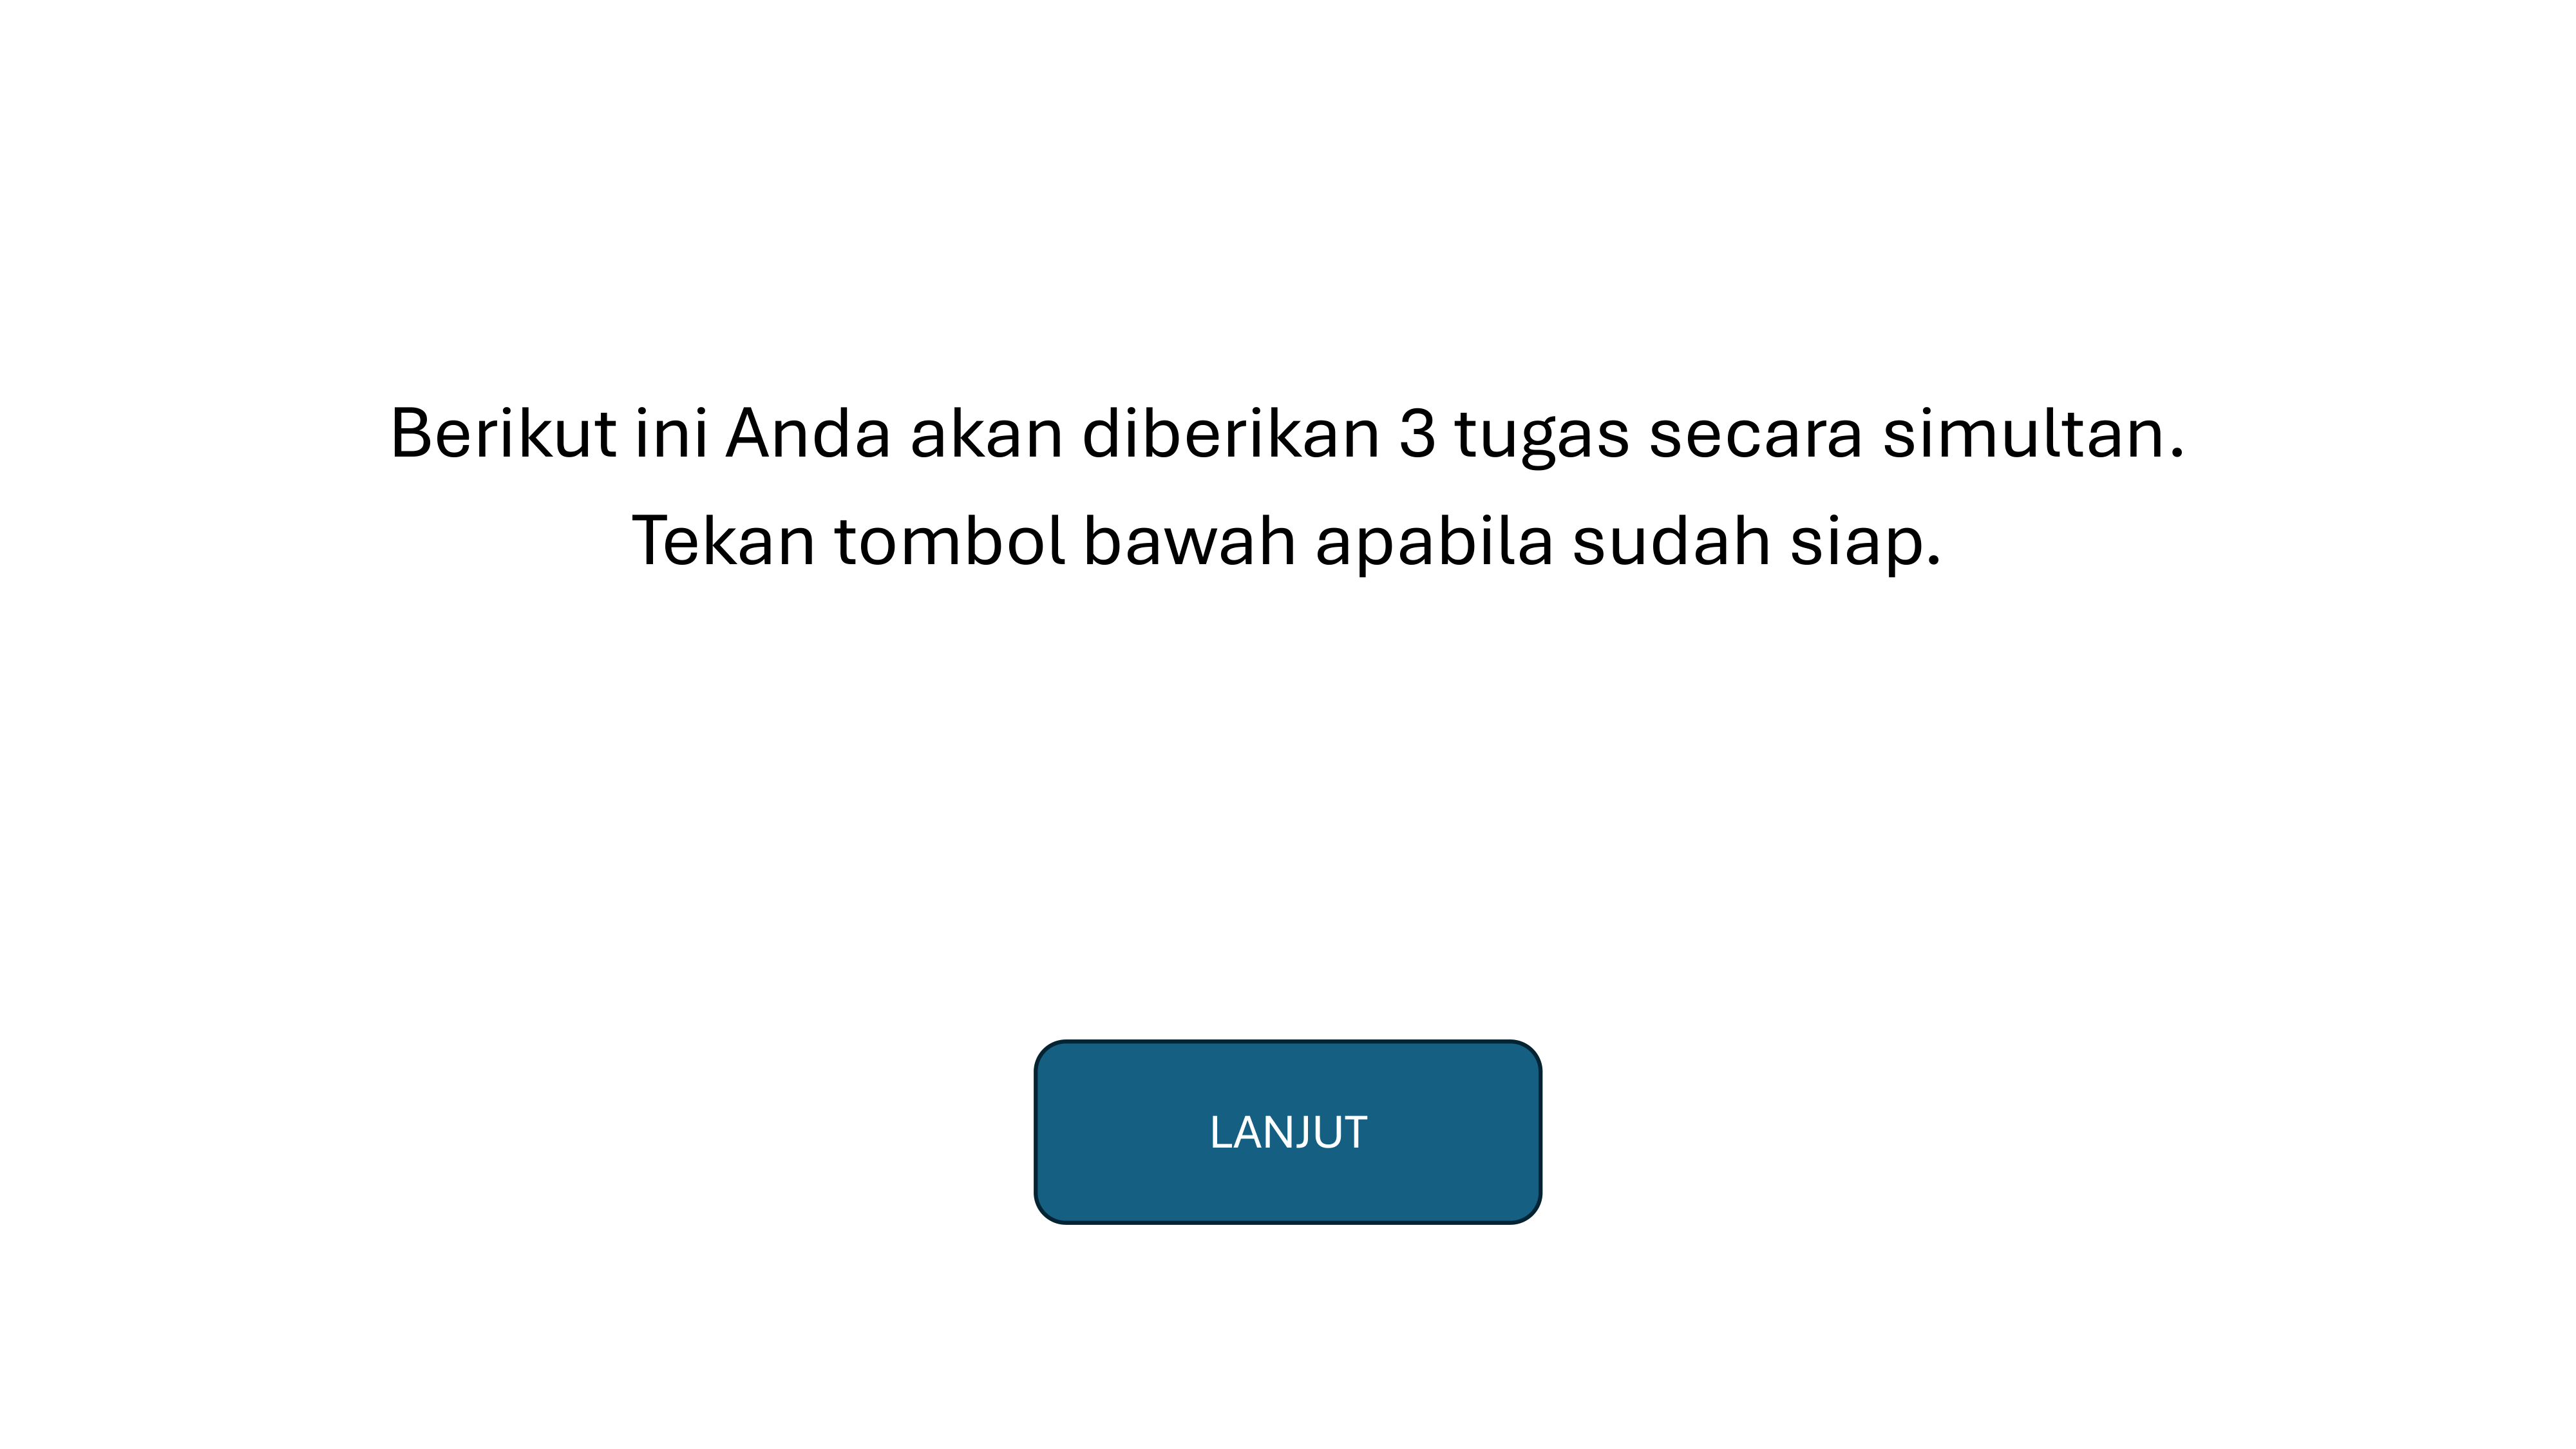 Berikut ini Anda akan diberikan 3 tugas secara simultan.
Tekan tombol bawah apabila sudah siap.
LANJUT